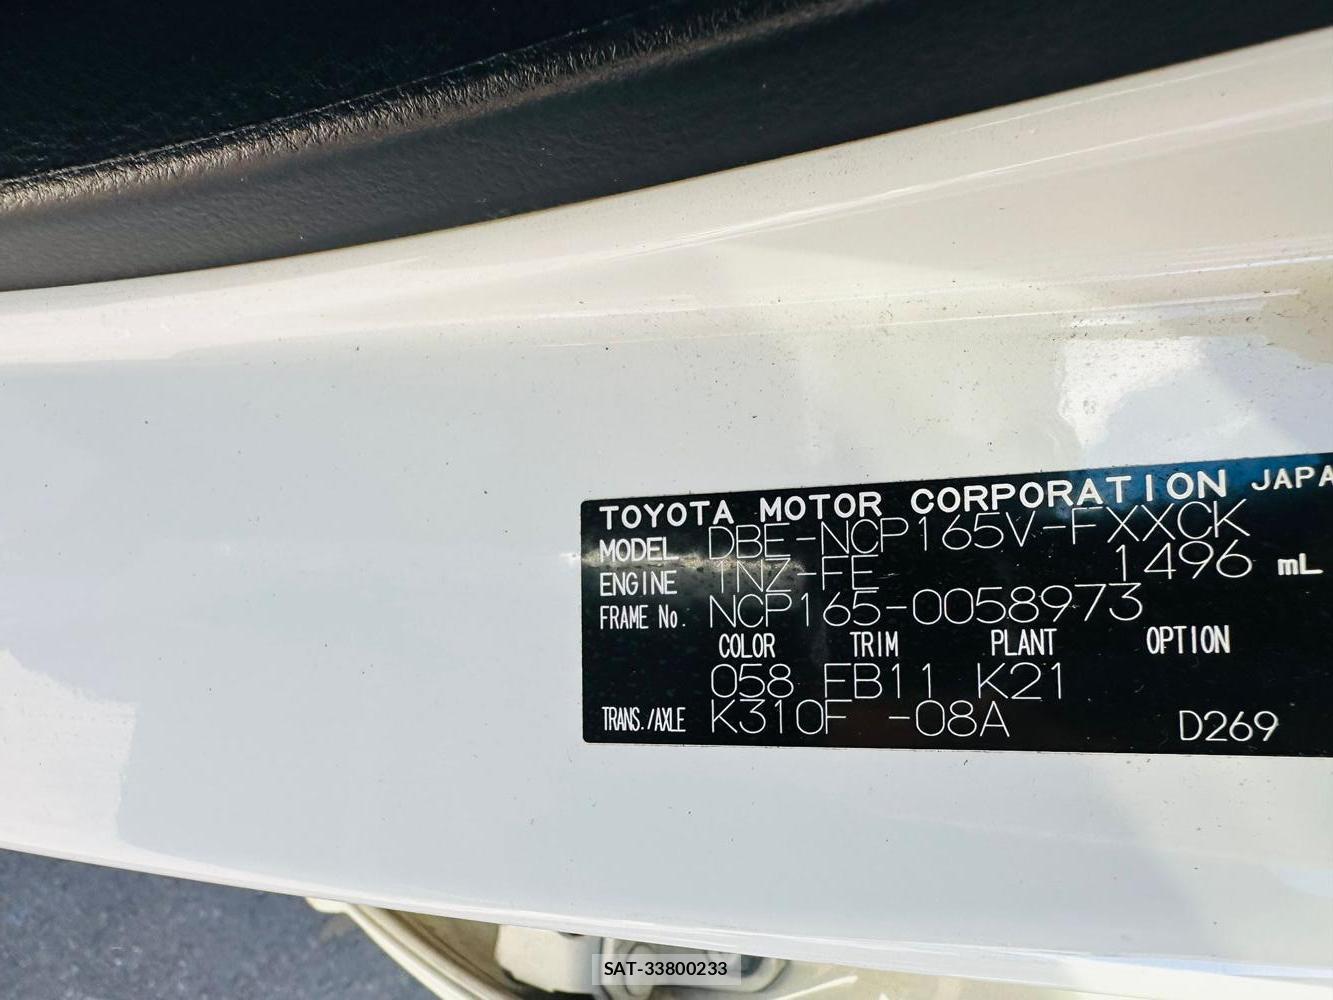 TOYOTA MOTOR CORPORATION JAPA
MODEL DBE-NCP165V-FXXCK
ENGINE 1NZ-FE 1496 mL
FRAME No. NCP165-0058973
COLOR TRIM PLANT OPTION
058 FB11 K21
TRANS./AXLE K310F -08A D269
SAT-33800233